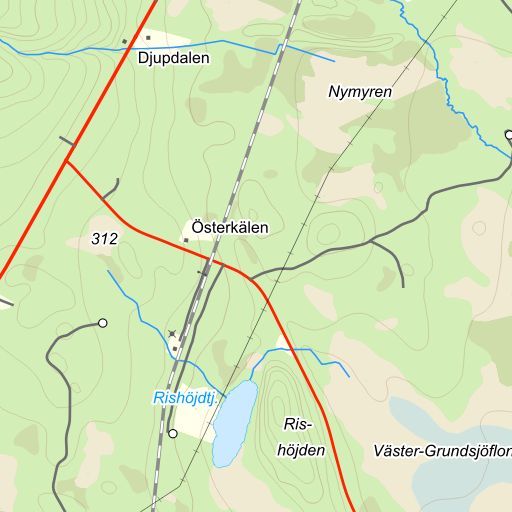 Djupdalen
Nymyren
Österkälen
312
Rishöjdtj.
Ris-
höjden
Väster-Grundsjöflon